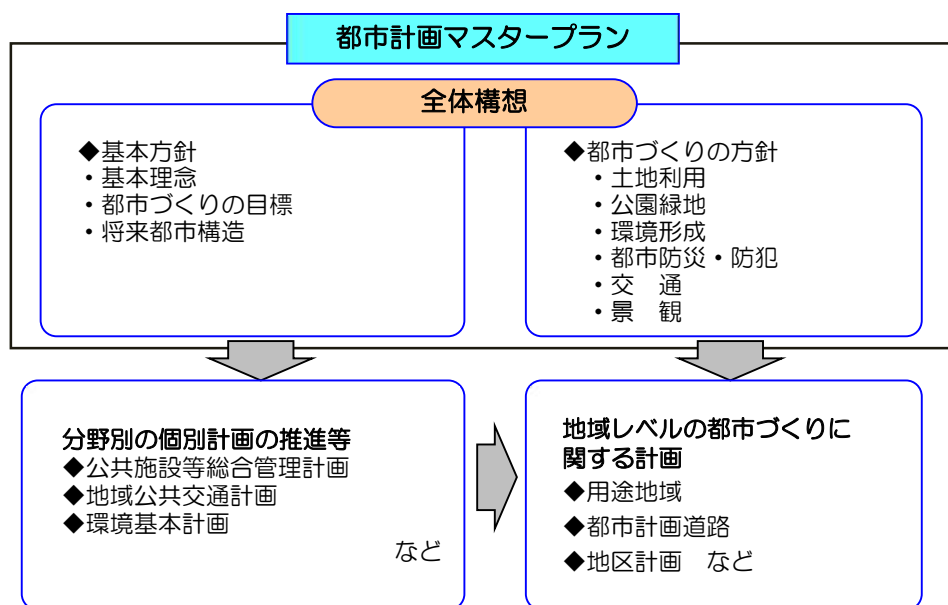 都市計画マスタープラン
全体構想
◆基本方針
・基本理念
・都市づくりの目標
・将来都市構造
◆都市づくりの方針
・土地利用
・公園緑地
・環境形成
・都市防災・防犯
・交　通
・景　観
分野別の個別計画の推進等
◆公共施設等総合管理計画
◆地域公共交通計画
◆環境基本計画
など
地域レベルの都市づくりに
関する計画
◆用途地域
◆都市計画道路
◆地区計画　など